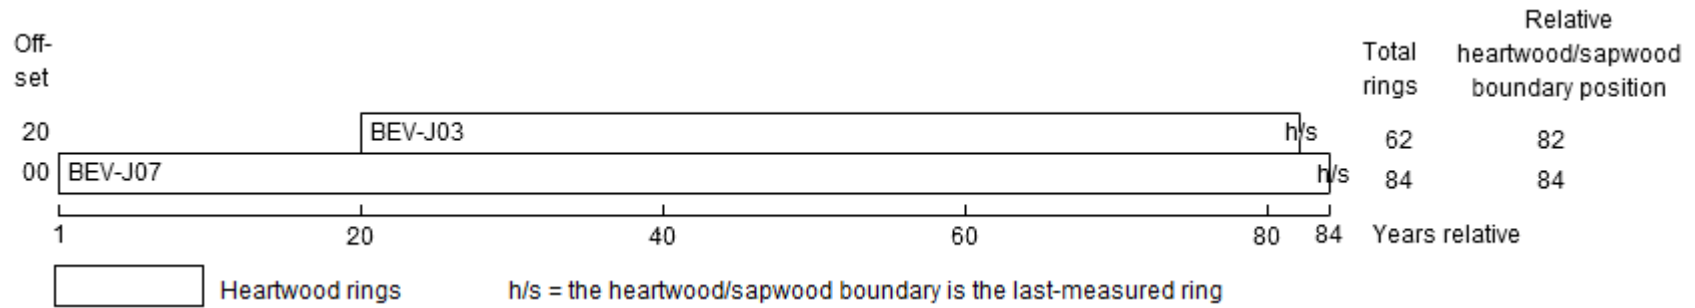 Off-
set
Total
rings
Relative
heartwood/sapwood
boundary position
20 BEV-J03 h/s 62 82
00 BEV-J07 h/s 84 84
1 20 40 60 80 84 Years relative
Heartwood rings h/s = the heartwood/sapwood boundary is the last-measured ring